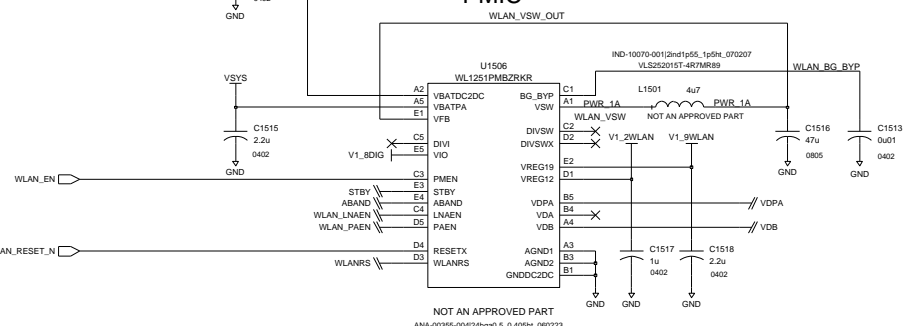 PMIC
GND
WLAN_VSW_OUT
IND-10070-001|2ind1p55_1p5ht_070207
VLS252015T-4R7MR89
WLAN_BG_BYP
U1506
WL1251PMBZRKR
VSYS
A2 VBATDC2DC
A5 VBATPA
E1 VFB
C5 DIVI
V1_8DIG E5 VIO
WLAN_EN C3 PMEN
STBY E3 STBY
ABAND E4 ABAND
WLAN_LNAEN C4 LNAEN
WLAN_PAEN D5 PAEN
AN_RESET_N D4 RESETX
WLANRS D3 WLANRS
BG_BYP C1
VSW A1 PWR_1A
L1501 4u7
PWR_1A
NOT AN APPROVED PART
WLAN_VSW
DIVSW C2
DIVSWX D2
V1_2WLAN V1_9WLAN
VREG19 E2
VREG12 D1
VDPA B5 VDPA
VDA B4
VDB A4 VDB
AGND1 A3
AGND2 B3
GNDDC2DC B1
C1515
2.2u
0402
GND
C1516
47u
0805
GND
C1513
0u01
0402
GND
C1517
1u
0402
C1518
2.2u
0402
GND GND GND
NOT AN APPROVED PART